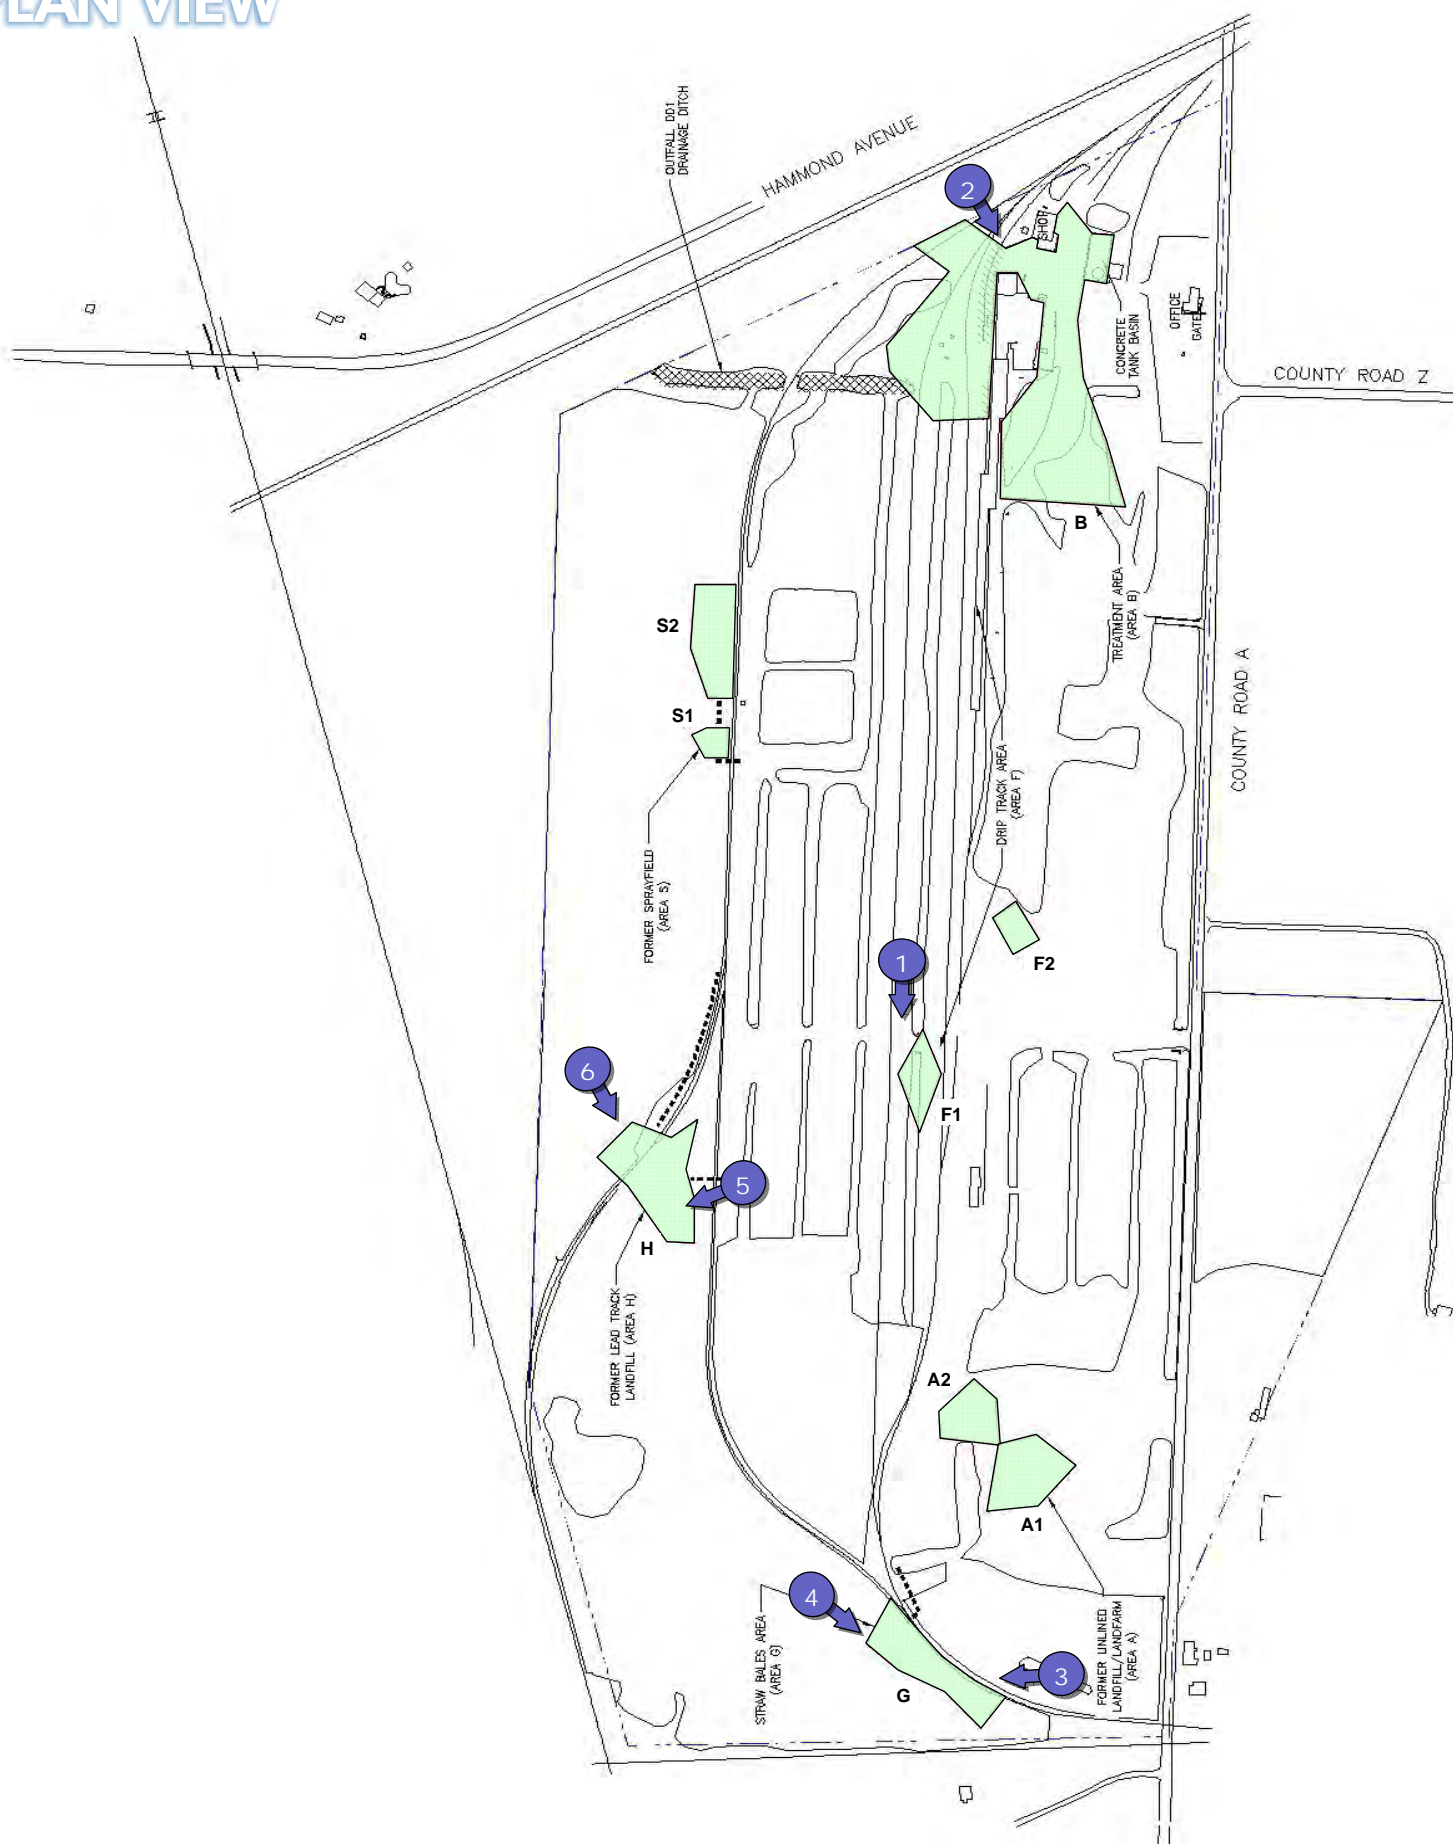 PLAN VIEW
OUTFALL DD1
DRAINAGE DITCH
HAMMOND AVENUE
2
SHOP
CONCRETE
TANK BASIN
OFFICE
GATE
COUNTY ROAD Z
B
TREATMENT AREA
(AREA B)
S2
S1
COUNTY ROAD A
DRIP TRACK AREA
(AREA F)
FORMER SPRAYFIELD
(AREA S)
F2
1
F1
6
5
H
FORMER LEAD TRACK
LANDFILL (AREA H)
A2
A1
4
STRAW BALES AREA
(AREA G)
G
3
FORMER UNLINED
LANDFILL/LANDFARM
(AREA A)